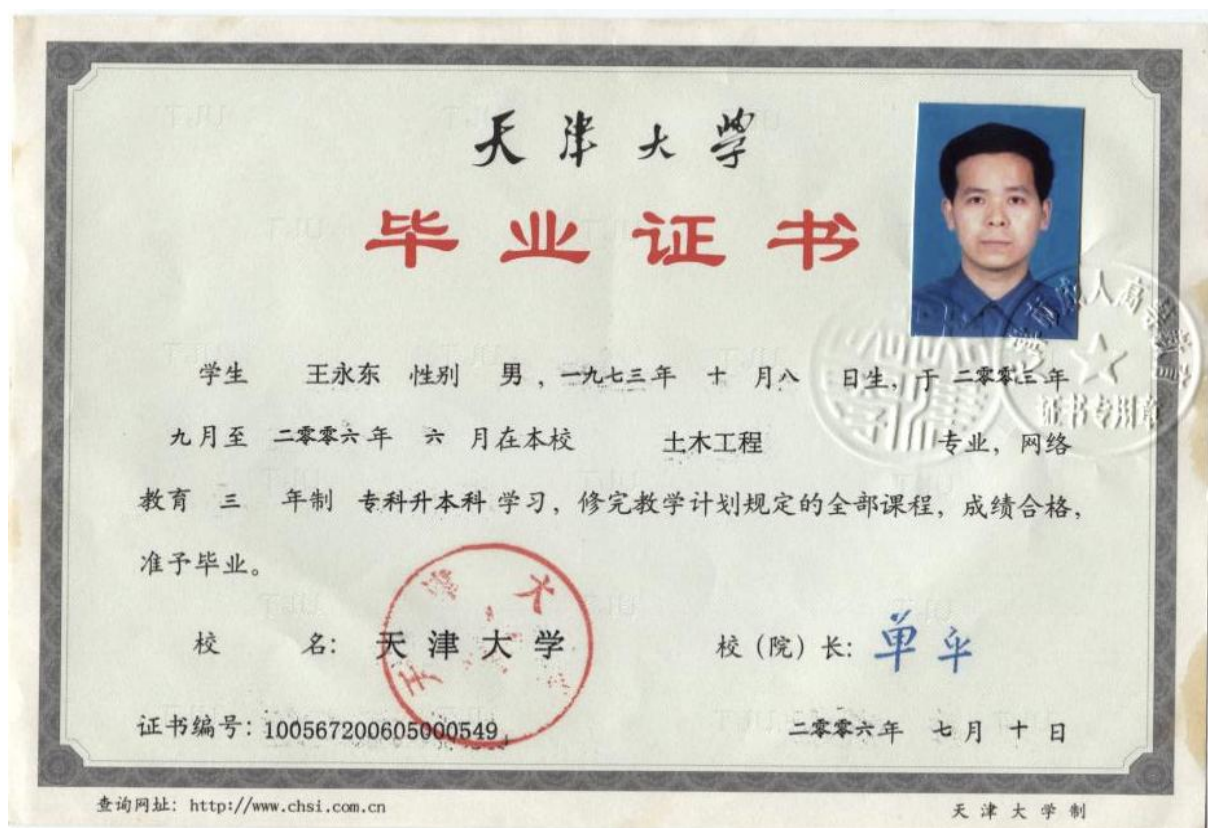 天津大学
毕业证书
学生 王永东 性别 男，一九七三年 十 月八 日生，于 二零零三年
九月至 二零零六年 六 月在本校 土木工程 专业，网络
教育 三 年制 专科升本科 学习，修完教学计划规定的全部课程，成绩合格，
准予毕业。
校 名：天津大学 校（院）长：单平
证书编号：100567200605000549 二零零六年 七月十日
查询网址：http://www.chsi.com.cn 天津大学制
证书专用章